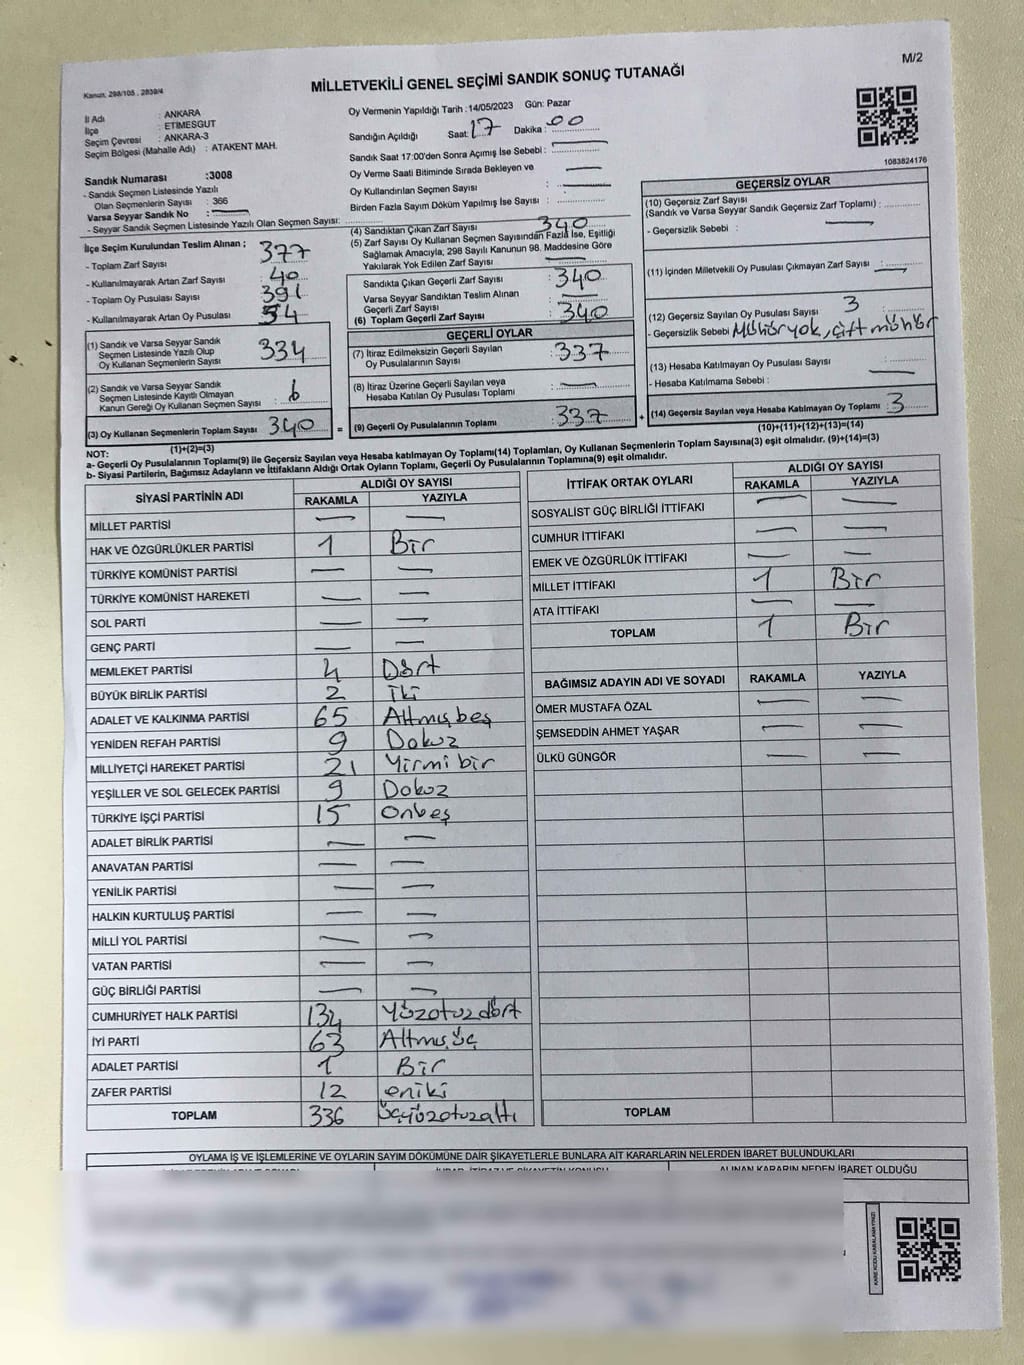 M/2
Kanun, 298/105 , 2839/4
MİLLETVEKİLİ GENEL SEÇİMİ SANDIK SONUÇ TUTANAĞI
İl Adı : ANKARA
İlçe : ETİMESGUT
Seçim Çevresi : ANKARA-3
Seçim Bölgesi (Mahalle Adı) : ATAKENT MAH.
Sandık Numarası :3008
- Sandık Seçmen Listesinde Yazılı
Olan Seçmenlerin Sayısı : 366
Varsa Seyyar Sandık No : —
- Seyyar Sandık Seçmen Listesinde Yazılı Olan Seçmen Sayısı:
Oy Vermenin Yapıldığı Tarih :14/05/2023 Gün: Pazar
Sandığın Açıldığı Saat: 17 Dakika : 00
Sandık Saat 17:00'den Sonra Açımış İse Sebebi : —
Oy Verme Saati Bitiminde Sırada Bekleyen ve
Oy Kullandırılan Seçmen Sayısı : —
Birden Fazla Sayım Döküm Yapılmış İse Sayısı : —
1083824176
İlçe Seçim Kurulundan Teslim Alınan ;
- Toplam Zarf Sayısı 377
- Kullanılmayarak Artan Zarf Sayısı 40
- Toplam Oy Pusulası Sayısı 391
- Kullanılmayarak Artan Oy Pusulası 54
(1) Sandık ve Varsa Seyyar Sandık
Seçmen Listesinde Yazılı Olup
Oy Kullanan Seçmenlerin Sayısı 334
(2) Sandık ve Varsa Seyyar Sandık
Seçmen Listesinde Kayıtlı Olmayan
Kanun Gereği Oy Kullanan Seçmen Sayısı : 6
(3) Oy Kullanan Seçmenlerin Toplam Sayısı 340
(1)+(2)=(3)
(4) Sandıktan Çıkan Zarf Sayısı 340
(5) Zarf Sayısı Oy Kullanan Seçmen Sayısından Fazla İse, Eşitliği
Sağlamak Amacıyla, 298 Sayılı Kanunun 98. Maddesine Göre
Yakılarak Yok Edilen Zarf Sayısı —
Sandıkta Çıkan Geçerli Zarf Sayısı : 340
Varsa Seyyar Sandıktan Teslim Alınan
Geçerli Zarf Sayısı : —
(6) Toplam Geçerli Zarf Sayısı : 340
GEÇERLİ OYLAR
(7) İtiraz Edilmeksizin Geçerli Sayılan
Oy Pusulalarının Sayısı : 337
(8) İtiraz Üzerine Geçerli Sayılan veya
Hesaba Katılan Oy Pusulası Toplamı : —
= (9) Geçerli Oy Pusulalarının Toplamı : 337
GEÇERSİZ OYLAR
(10) Geçersiz Zarf Sayısı
(Sandık ve Varsa Seyyar Sandık Geçersiz Zarf Toplamı) :
- Geçersizlik Sebebi : —
(11) İçinden Milletvekili Oy Pusulası Çıkmayan Zarf Sayısı : —
(12) Geçersiz Sayılan Oy Pusulası Sayısı 3
- Geçersizlik Sebebi Mühür yok, çift mühür
(13) Hesaba Katılmayan Oy Pusulası Sayısı : —
- Hesaba Katılmama Sebebi :
+ (14) Geçersiz Sayılan veya Hesaba Katılmayan Oy Toplamı : 3
(10)+(11)+(12)+(13)=(14)
NOT:
a- Geçerli Oy Pusulalarının Toplamı(9) ile Geçersiz Sayılan veya Hesaba katılmayan Oy Toplamı(14) Toplamları, Oy Kullanan Seçmenlerin Toplam Sayısına(3) eşit olmalıdır. (9)+(14)=(3)
b- Siyasi Partilerin, Bağımsız Adayların ve İttifakların Aldığı Ortak Oyların Toplamı, Geçerli Oy Pusulalarının Toplamına(9) eşit olmalıdır.
SİYASİ PARTİNİN ADI ALDIĞI OY SAYISI
RAKAMLA YAZIYLA
MİLLET PARTİSİ — —
HAK VE ÖZGÜRLÜKLER PARTİSİ 1 Bir
TÜRKİYE KOMÜNİST PARTİSİ — —
TÜRKİYE KOMÜNİST HAREKETİ — —
SOL PARTİ — —
GENÇ PARTİ — —
MEMLEKET PARTİSİ 4 Dört
BÜYÜK BİRLİK PARTİSİ 2 İki
ADALET VE KALKINMA PARTİSİ 65 Altmışbeş
YENİDEN REFAH PARTİSİ 9 Dokuz
MİLLİYETÇİ HAREKET PARTİSİ 21 Yirmi bir
YEŞİLLER VE SOL GELECEK PARTİSİ 9 Dokuz
TÜRKİYE İŞÇİ PARTİSİ 15 Onbeş
ADALET BİRLİK PARTİSİ — —
ANAVATAN PARTİSİ — —
YENİLİK PARTİSİ — —
HALKIN KURTULUŞ PARTİSİ — —
MİLLİ YOL PARTİSİ — —
VATAN PARTİSİ — —
GÜÇ BİRLİĞİ PARTİSİ — —
CUMHURİYET HALK PARTİSİ 134 Yüzotuzdört
İYİ PARTİ 63 Altmışüç
ADALET PARTİSİ 1 Bir
ZAFER PARTİSİ 12 oniki
TOPLAM 336 Üçyüzotuzaltı
İTTİFAK ORTAK OYLARI ALDIĞI OY SAYISI
RAKAMLA YAZIYLA
SOSYALİST GÜÇ BİRLİĞİ İTTİFAKI — —
CUMHUR İTTİFAKI — —
EMEK VE ÖZGÜRLÜK İTTİFAKI — —
MİLLET İTTİFAKI 1 Bir
ATA İTTİFAKI — —
TOPLAM 1 Bir
BAĞIMSIZ ADAYIN ADI VE SOYADI RAKAMLA YAZIYLA
ÖMER MUSTAFA ÖZAL — —
ŞEMSEDDİN AHMET YAŞAR — —
ÜLKÜ GÜNGÖR — —
TOPLAM
OYLAMA İŞ VE İŞLEMLERİNE VE OYLARIN SAYIM DÖKÜMÜNE DAİR ŞİKAYETLERLE BUNLARA AİT KARARLARIN NELERDEN İBARET BULUNDUKLARI
ALINAN KARARIN NEDEN İBARET OLDUĞU